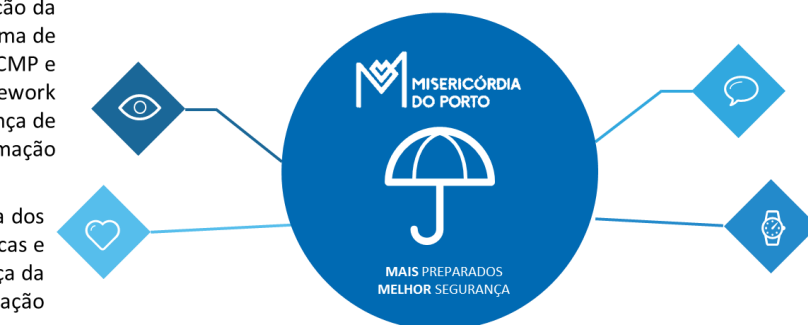 ção da
ma de
CMP e
ework
nça de
mação
a dos
cas e
ça da
ação
MISERICÓRDIA
DO PORTO
MAIS PREPARADOS
MELHOR SEGURANÇA